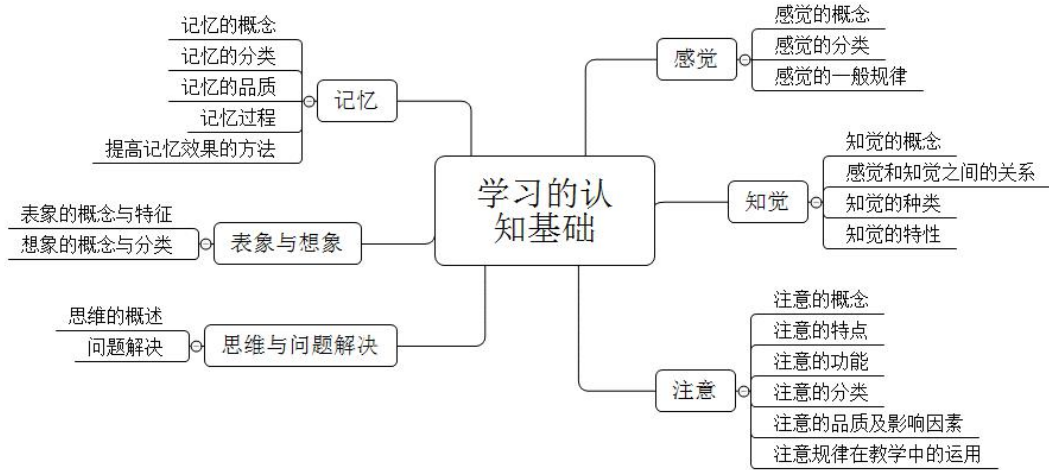 学习的认
知基础
感觉
感觉的概念
感觉的分类
感觉的一般规律
知觉
知觉的概念
感觉和知觉之间的关系
知觉的种类
知觉的特性
注意
注意的概念
注意的特点
注意的功能
注意的分类
注意的品质及影响因素
注意规律在教学中的运用
记忆
记忆的概念
记忆的分类
记忆的品质
记忆过程
提高记忆效果的方法
表象与想象
表象的概念与特征
想象的概念与分类
思维与问题解决
思维的概述
问题解决